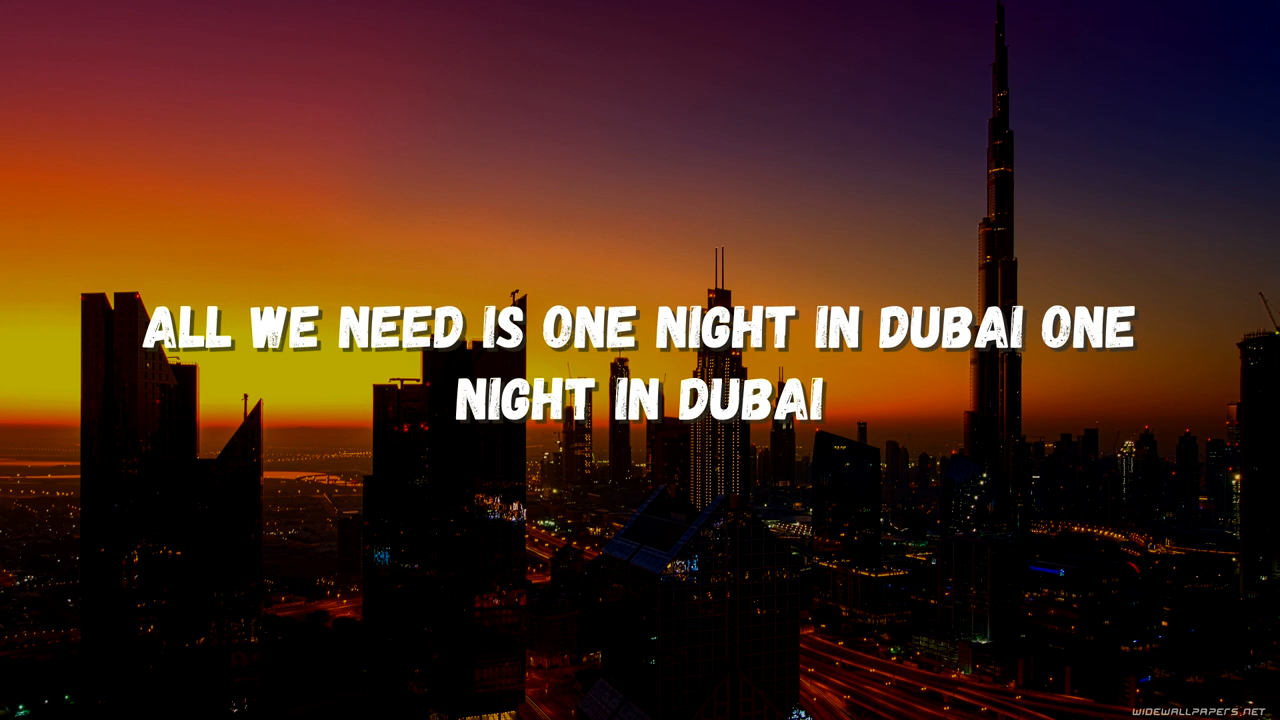 ALL WE NEED IS ONE NIGHT IN DUBAI ONE
NIGHT IN DUBAI
WIDEWALLPAPERS.NET